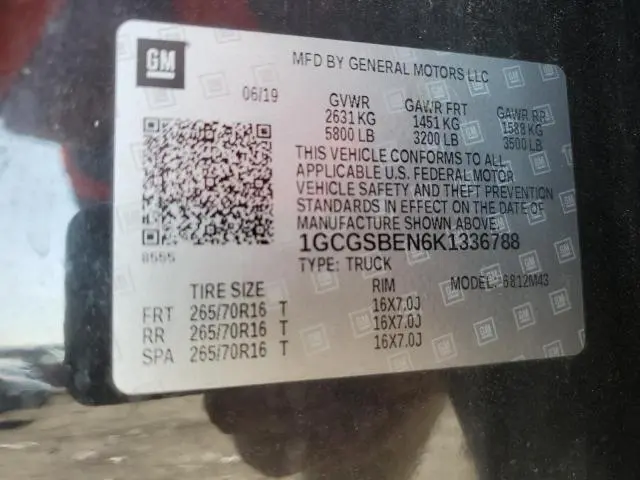 GM
MFD BY GENERAL MOTORS LLC
06/19 GVWR GAWR FRT GAWR RR
2631 KG 1451 KG 1588 KG
5800 LB 3200 LB 3500 LB
THIS VEHICLE CONFORMS TO ALL
APPLICABLE U.S. FEDERAL MOTOR
VEHICLE SAFETY AND THEFT PREVENTION
STANDARDS IN EFFECT ON THE DATE OF
MANUFACTURE SHOWN ABOVE.
8555 1GCGSBEN6K1336788
TYPE: TRUCK MODEL: 6812M43
TIRE SIZE RIM
FRT 265/70R16 T 16X7.0J
RR 265/70R16 T 16X7.0J
SPA 265/70R16 T 16X7.0J